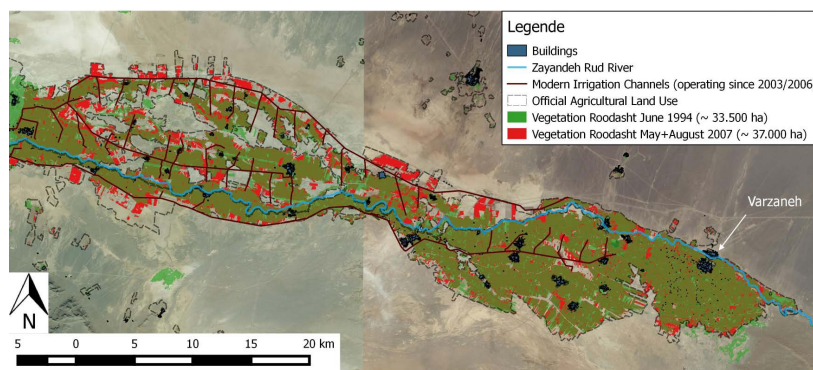 Legende
Buildings
Zayandeh Rud River
Modern Irrigation Channels (operating since 2003/2006)
Official Agricultural Land Use
Vegetation Roodasht June 1994 (~ 33.500 ha)
Vegetation Roodasht May+August 2007 (~ 37.000 ha)
Varzaneh
N
5 0 5 10 15 20 km